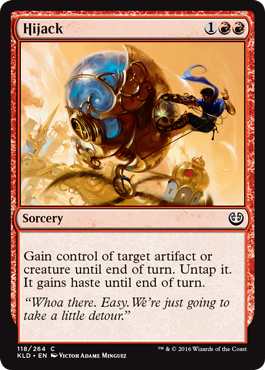 Hijack 1
Sorcery
Gain control of target artifact or
creature until end of turn. Untap it.
It gains haste until end of turn.
“Whoa there. Easy. We’re just going to
take a little detour.”
118/264 C
KLD • EN Victor Adame Minguez
™ & © 2016 Wizards of the Coast